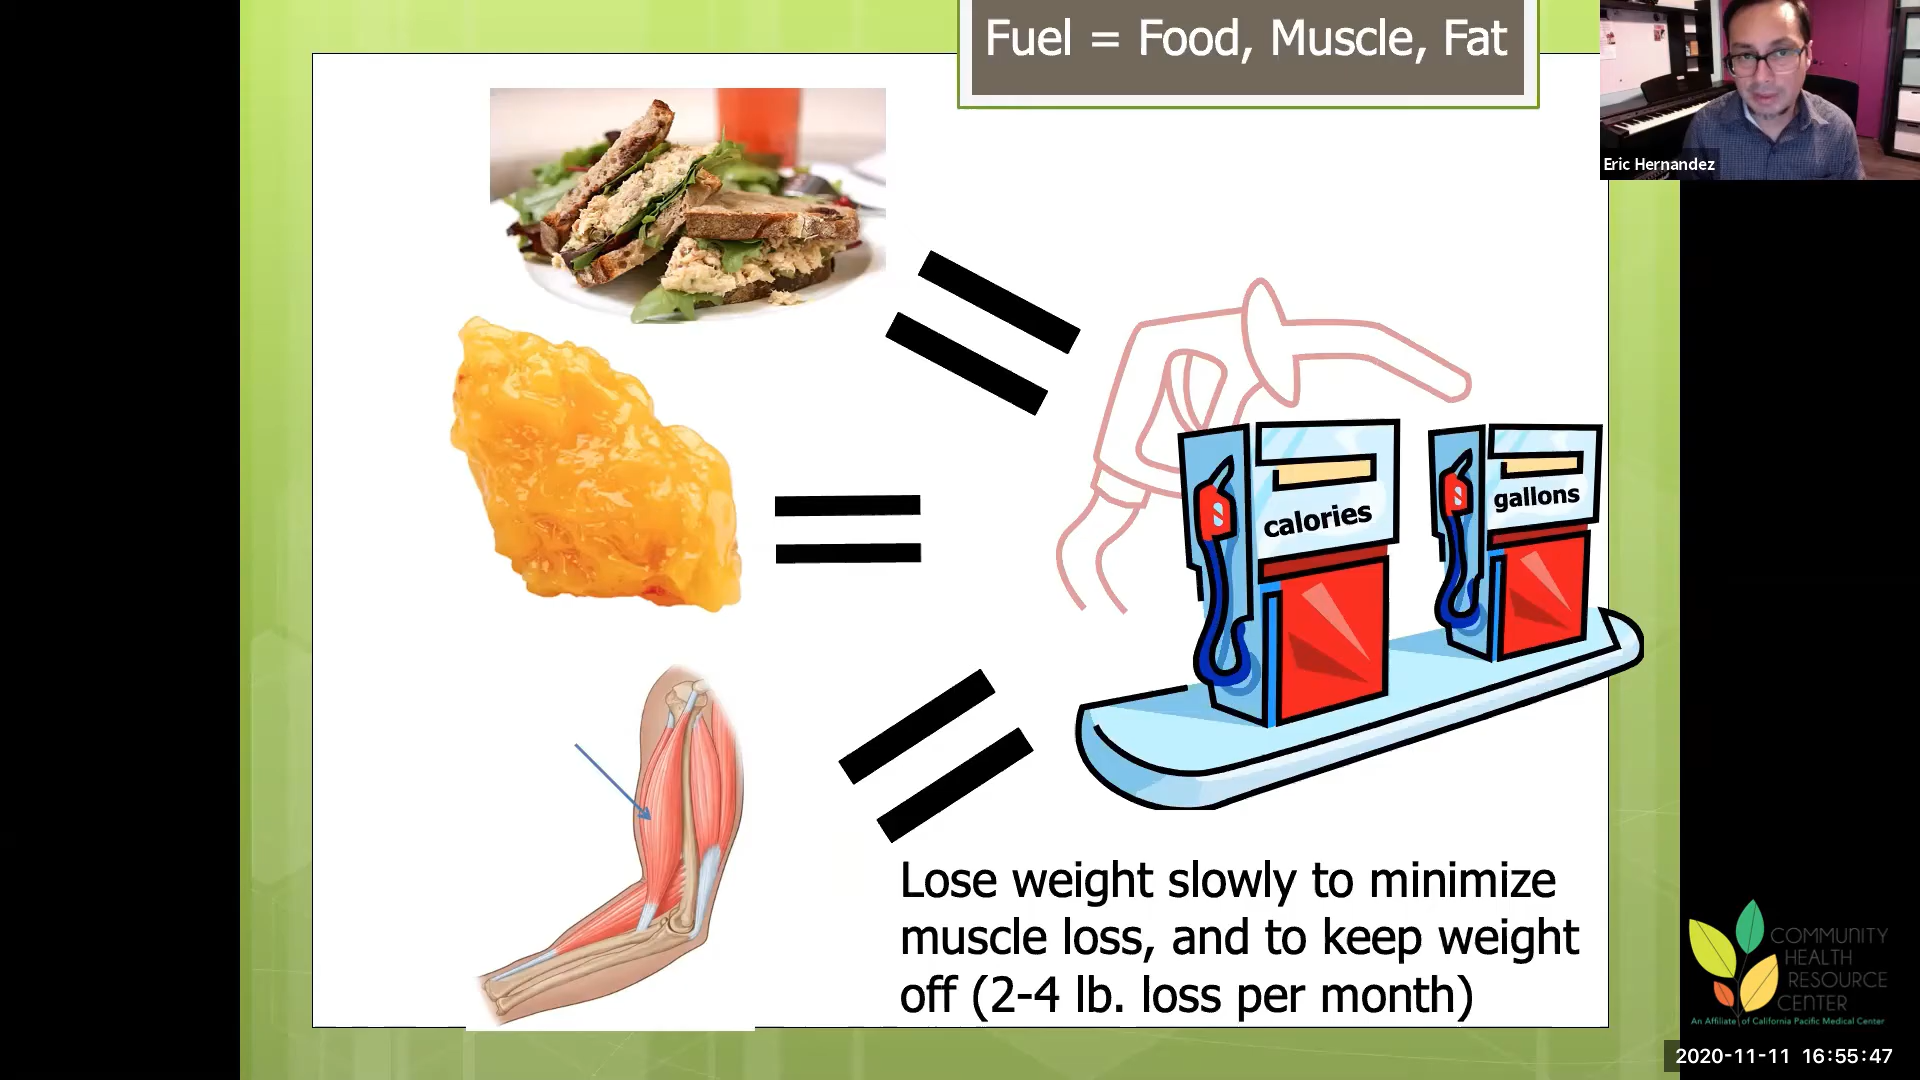 Fuel = Food, Muscle, Fat
Eric Hernandez
calories
gallons
Lose weight slowly to minimize
muscle loss, and to keep weight
off (2-4 lb. loss per month)
COMMUNITY
HEALTH
RESOURCE
CENTER
An Affiliate of California Pacific Medical Center
2020-11-11 16:55:47